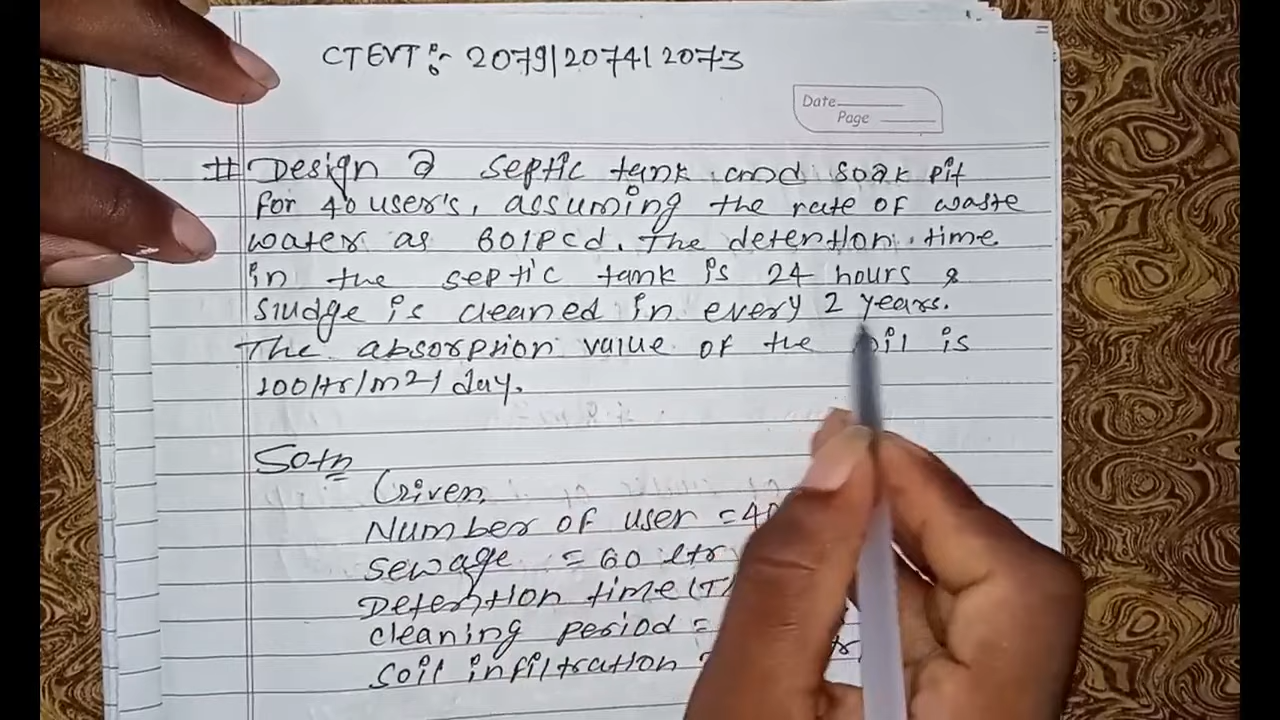 CTEVT:- 2079|2074|2073
Date
Page
# Design a septic tank and soak pit
for 40 user's, assuming the rate of waste
water as 60lpcd. The detention time
in the septic tank is 24 hours &
sludge is cleaned in every 2 years.
The absorption value of the soil is
100ltr/m2/day.
Soln
Given,
Number of user = 40
sewage = 60 ltr
Detention time (T)
cleaning period =
soil infiltration =